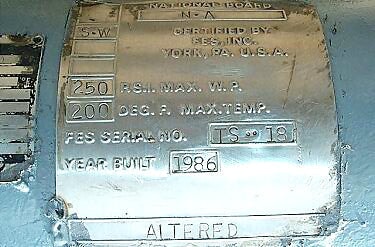 NATIONAL BOARD
N-A
S-W
CERTIFIED BY
FES, INC.
YORK, PA. U.S.A.
250 P.S.I. MAX. W.P.
200 DEG. F. MAX. TEMP.
FES SERIAL NO. TS-181
YEAR BUILT 1986
ALTERED